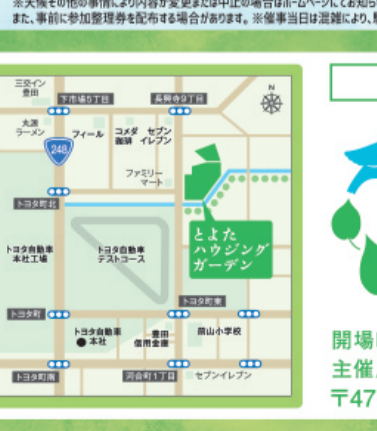 ※天候その他の事情により内容が変更または中止の場合はホームページにてお知ら
また、事前に参加整理券を配布する場合があります。※催事当日は混雑により、
三交イン
豊田
下市場5丁目
長興寺9丁目
N
丸源
ラーメン
フィール
コメダ
珈琲
セブン
イレブン
248
ファミリー
マート
トヨタ町北
とよた
ハウジング
ガーデン
トヨタ自動車
本社工場
トヨタ自動車
テストコース
トヨタ町東
トヨタ町
トヨタ自動車
●本社
豊田
信用金庫
前山小学校
トヨタ町南
河合町1丁目
セブンイレブン
開場
主催
〒47